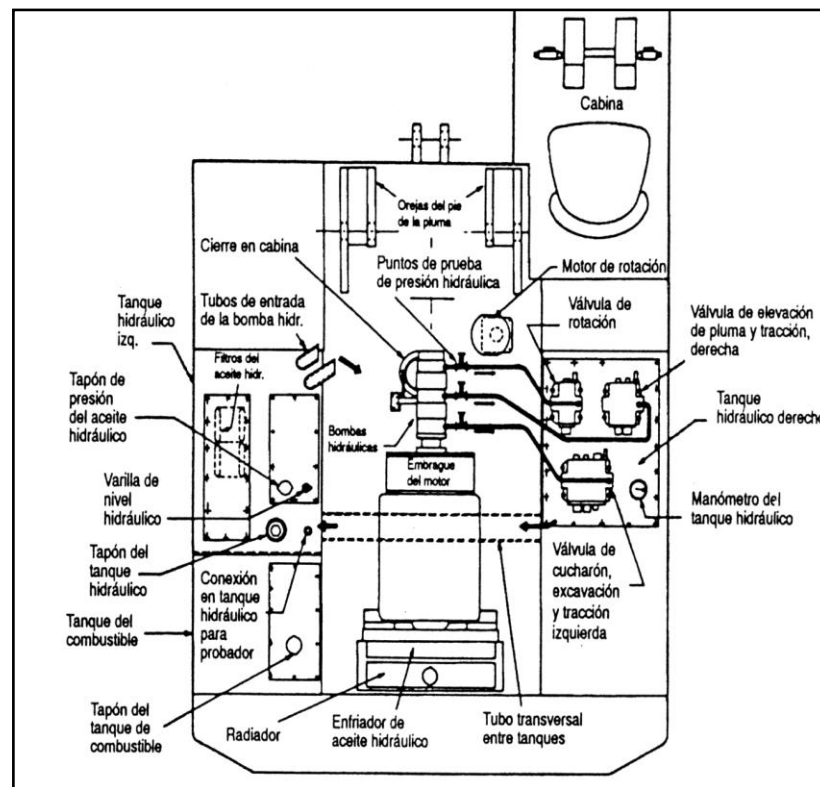 Cabina
Orejas del pie
de la pluma
Cierre en cabina
Puntos de prueba
de presión hidráulica
Motor de rotación
Tanque
hidráulico
izq.
Tubos de entrada
de la bomba hidr.
Válvula de
rotación
Válvula de elevación
de pluma y tracción,
derecha
Filtros del
aceite hidr.
Tapón de
presión
del aceite
hidráulico
Bombas
hidráulicas
Tanque
hidráulico derecho
Embrague
del motor
Varilla de
nivel
hidráulico
Manómetro del
tanque hidráulico
Tapón del
tanque
hidráulico
Conexión
en tanque
hidráulico
para
probador
Válvula de
cucharón,
excavación
y tracción
izquierda
Tanque del
combustible
Tapón del
tanque de
combustible
Radiador
Enfriador de
aceite hidráulico
Tubo transversal
entre tanques